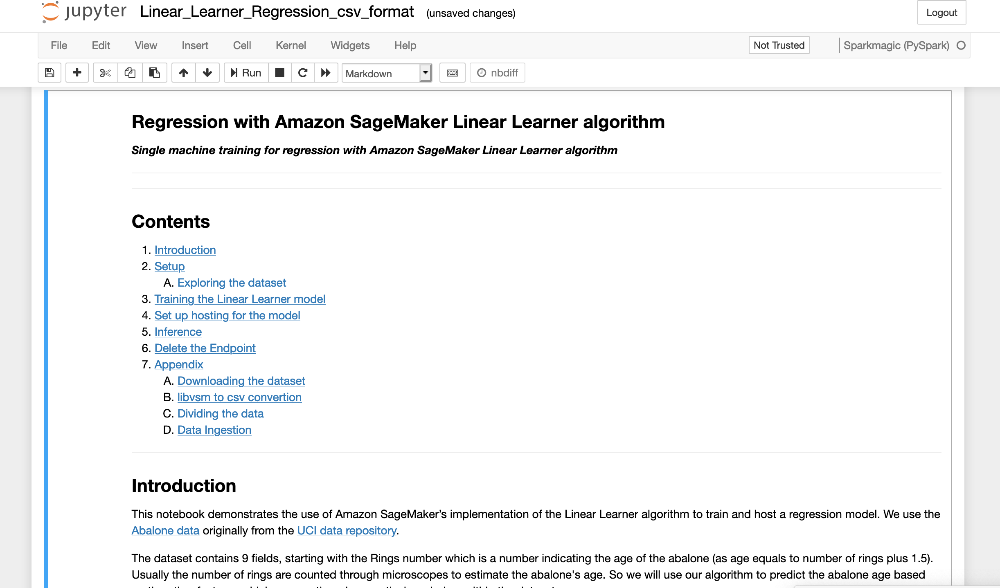 jupyter Linear_Learner_Regression_csv_format (unsaved changes) Logout
File Edit View Insert Cell Kernel Widgets Help Not Trusted Sparkmagic (PySpark)
Run Markdown nbdiff
Regression with Amazon SageMaker Linear Learner algorithm
Single machine training for regression with Amazon SageMaker Linear Learner algorithm
Contents
1. Introduction
2. Setup
A. Exploring the dataset
3. Training the Linear Learner model
4. Set up hosting for the model
5. Inference
6. Delete the Endpoint
7. Appendix
A. Downloading the dataset
B. libvsm to csv convertion
C. Dividing the data
D. Data Ingestion
Introduction
This notebook demonstrates the use of Amazon SageMaker’s implementation of the Linear Learner algorithm to train and host a regression model. We use the
Abalone data originally from the UCI data repository.
The dataset contains 9 fields, starting with the Rings number which is a number indicating the age of the abalone (as age equals to number of rings plus 1.5).
Usually the number of rings are counted through microscopes to estimate the abalone's age. So we will use our algorithm to predict the abalone age based